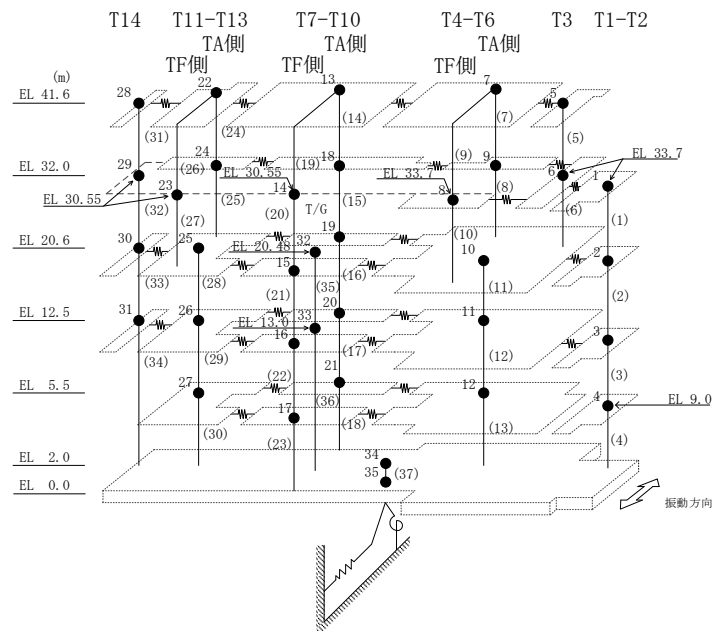 T14 T11-T13 T7-T10 T4-T6 T3 T1-T2
TA側 TA側 TA側
TF側 TF側 TF側
(m)
22 13 7
EL 41.6 28 5
(31) (24) (14) (7) (5)
EL 32.0 29 24 18 9 6 1 EL 33.7
(26) (19) (9)
EL 30.55 EL 33.7
EL 30.55 23 14 8
(32) (25) (20) (15) (8) (6)
T/G
(27) (10) (1)
EL 20.6 30 25 EL 20.48 32 19 10 2
15
(33) (28) (35) (16) (11)
(21) (2)
EL 12.5 31 26 EL 13.0 33 20 11 3
16
(34) (29) (17) (12)
(22) (3)
EL 5.5 27 21 12 4 EL 9.0
(36)
17
(30) (18) (13)
(23) (4)
EL 2.0 34
EL 0.0 35 (37)
振動方向